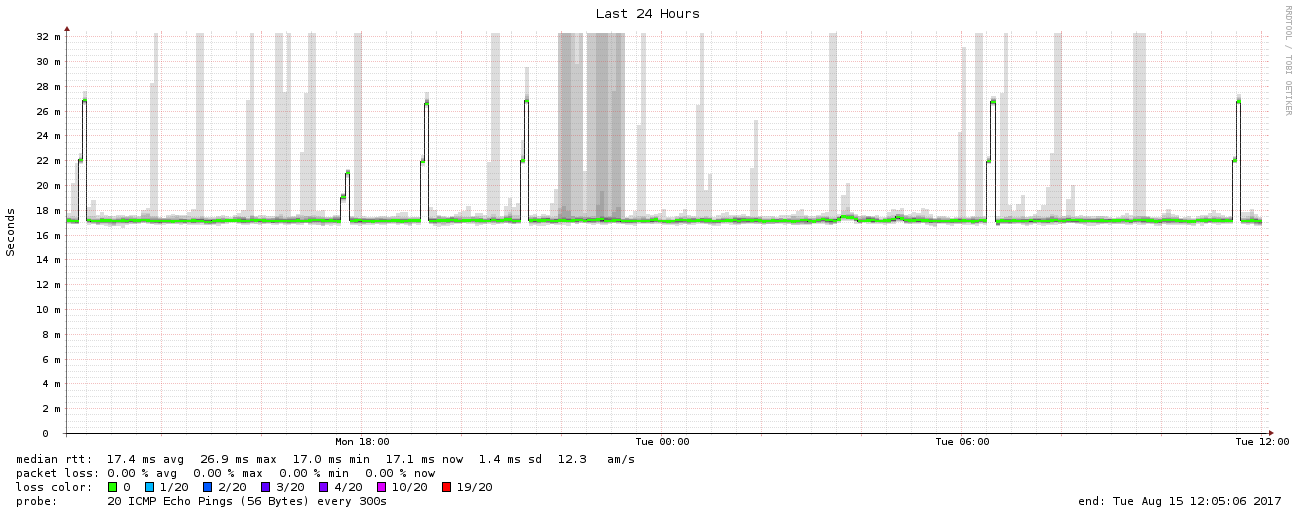 Last 24 Hours
RRDTOOL / TOBI OETIKER
Seconds
32 m
30 m
28 m
26 m
24 m
22 m
20 m
18 m
16 m
14 m
12 m
10 m
8 m
6 m
4 m
2 m
0
Mon 18:00 Tue 00:00 Tue 06:00 Tue 12:00
median rtt: 17.4 ms avg 26.9 ms max 17.0 ms min 17.1 ms now 1.4 ms sd 12.3 am/s
packet loss: 0.00 % avg 0.00 % max 0.00 % min 0.00 % now
loss color: 0 1/20 2/20 3/20 4/20 10/20 19/20
probe: 20 ICMP Echo Pings (56 Bytes) every 300s end: Tue Aug 15 12:05:06 2017